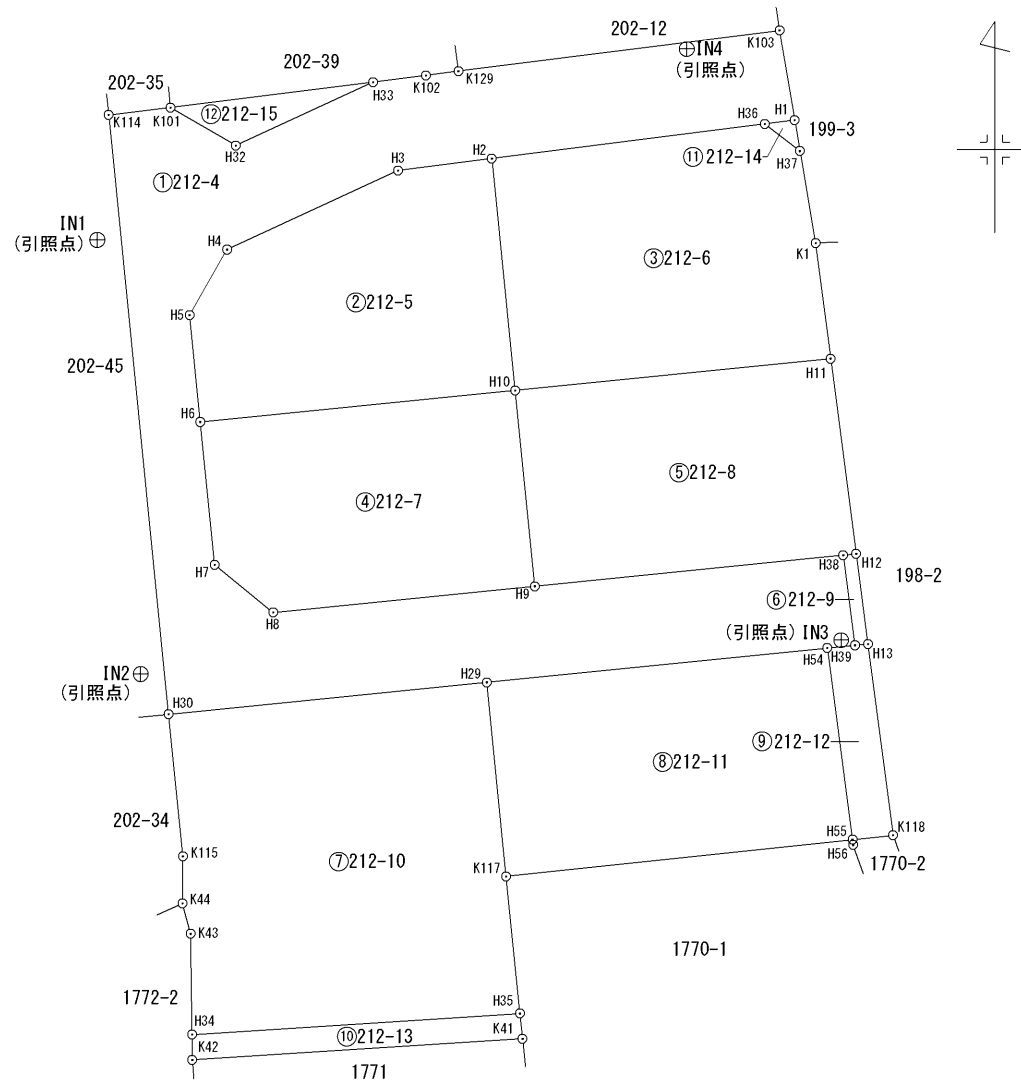 202-12
K103
IN4
(引照点)
202-39
202-35
K129
K102
H33
K114
K101
⑫212-15
H32
H36
H1
199-3
⑪212-14
H37
H2
H3
①212-4
IN1
(引照点)
H4
K1
③212-6
②212-5
H5
202-45
H11
H10
H6
⑤212-8
④212-7
H7
H38
H12
198-2
H9
H8
⑥212-9
(引照点) IN3
H54
H39
H13
IN2
(引照点)
H30
H29
⑨212-12
⑧212-11
202-34
H55
K118
H56
1770-2
K115
⑦212-10
K117
K44
K43
1770-1
1772-2
H35
H34
⑩212-13
K41
K42
1771